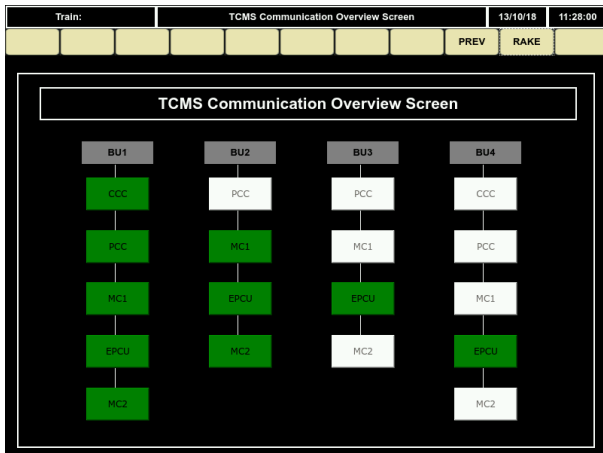 Train: TCMS Communication Overview Screen 13/10/18 11:28:00
PREV RAKE
TCMS Communication Overview Screen
BU1 BU2 BU3 BU4
CCC PCC PCC CCC
PCC MC1 MC1 PCC
MC1 EPCU EPCU MC1
EPCU MC2 MC2 EPCU
MC2 MC2